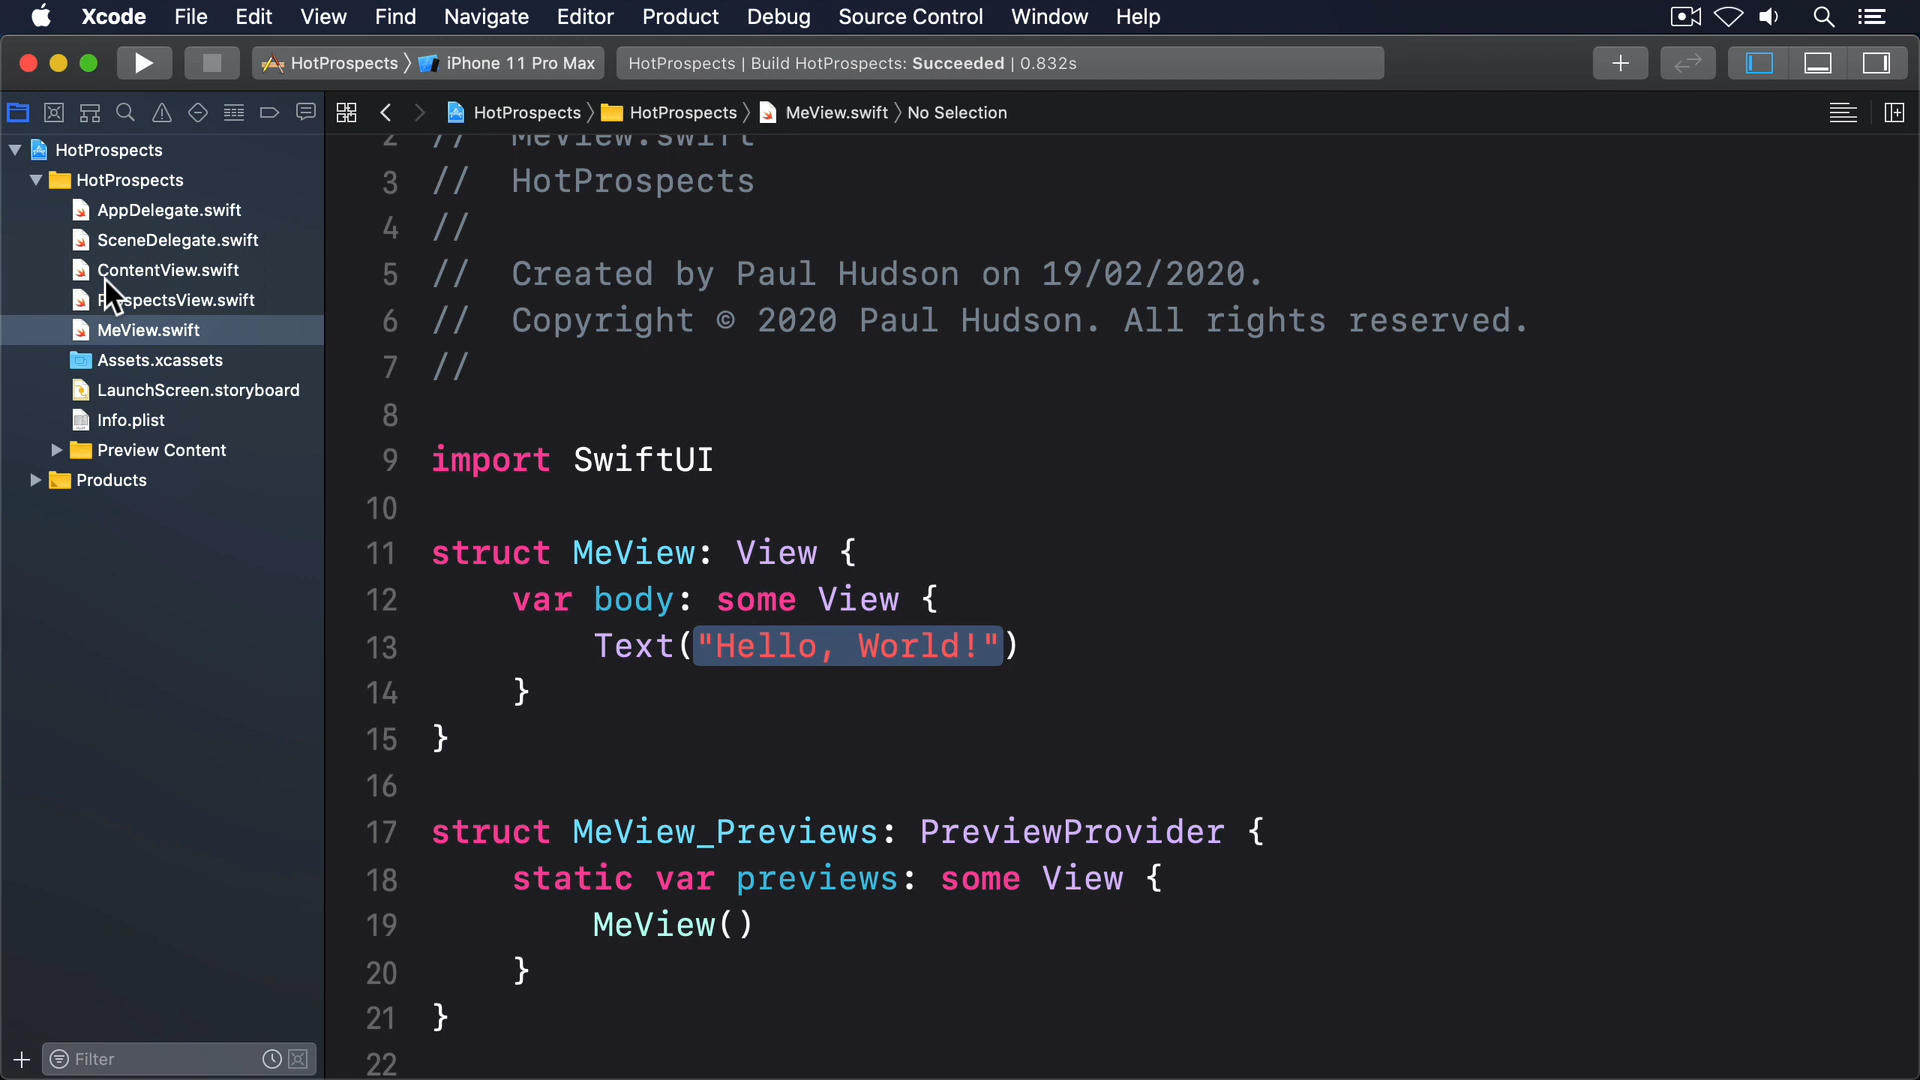 Xcode File Edit View Find Navigate Editor Product Debug Source Control Window Help
HotProspects iPhone 11 Pro Max HotProspects | Build HotProspects: Succeeded | 0.832s
HotProspects HotProspects MeView.swift No Selection
HotProspects
HotProspects
AppDelegate.swift
SceneDelegate.swift
ContentView.swift
MeView.swift
Assets.xcassets
LaunchScreen.storyboard
Info.plist
Preview Content
Products
Filter
2 // MeView.swift
3 // HotProspects
4 //
5 // Created by Paul Hudson on 19/02/2020.
6 // Copyright © 2020 Paul Hudson. All rights reserved.
7 //
8
9 import SwiftUI
10
11 struct MeView: View {
12 var body: some View {
13 Text("Hello, World!")
14 }
15 }
16
17 struct MeView_Previews: PreviewProvider {
18 static var previews: some View {
19 MeView()
20 }
21 }
22